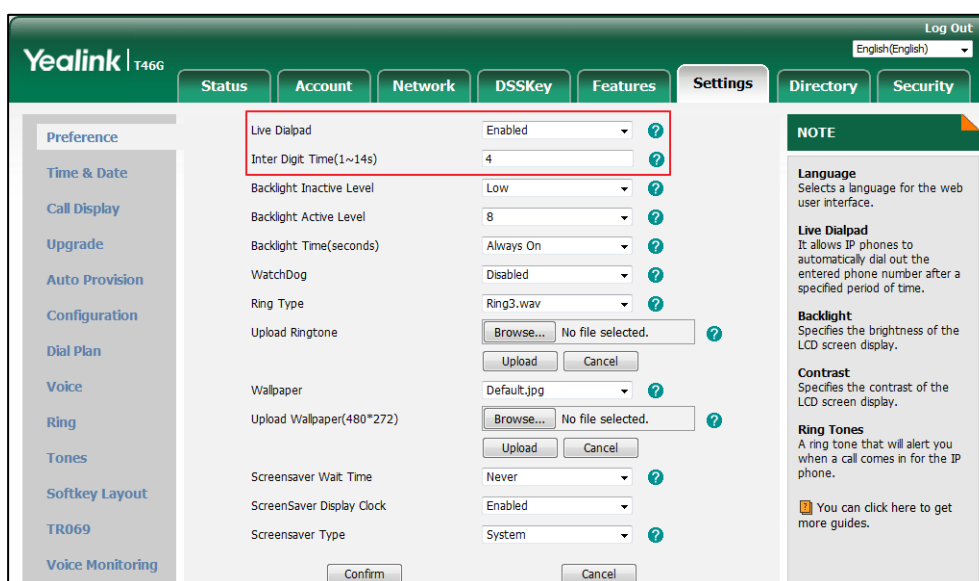 Log Out
English(English)
Yealink T46G
Status Account Network DSSKey Features Settings Directory Security
Preference
Time & Date
Call Display
Upgrade
Auto Provision
Configuration
Dial Plan
Voice
Ring
Tones
Softkey Layout
TR069
Voice Monitoring
Live Dialpad Enabled ?
Inter Digit Time(1~14s) 4 ?
Backlight Inactive Level Low ?
Backlight Active Level 8 ?
Backlight Time(seconds) Always On ?
WatchDog Disabled ?
Ring Type Ring3.wav ?
Upload Ringtone Browse... No file selected. ?
Upload Cancel
Wallpaper Default.jpg ?
Upload Wallpaper(480*272) Browse... No file selected. ?
Upload Cancel
Screensaver Wait Time Never ?
ScreenSaver Display Clock Enabled
Screensaver Type System ?
Confirm Cancel
NOTE
Language
Selects a language for the web
user interface.
Live Dialpad
It allows IP phones to
automatically dial out the
entered phone number after a
specified period of time.
Backlight
Specifies the brightness of the
LCD screen display.
Contrast
Specifies the contrast of the
LCD screen display.
Ring Tones
A ring tone that will alert you
when a call comes in for the IP
phone.
? You can click here to get
more guides.